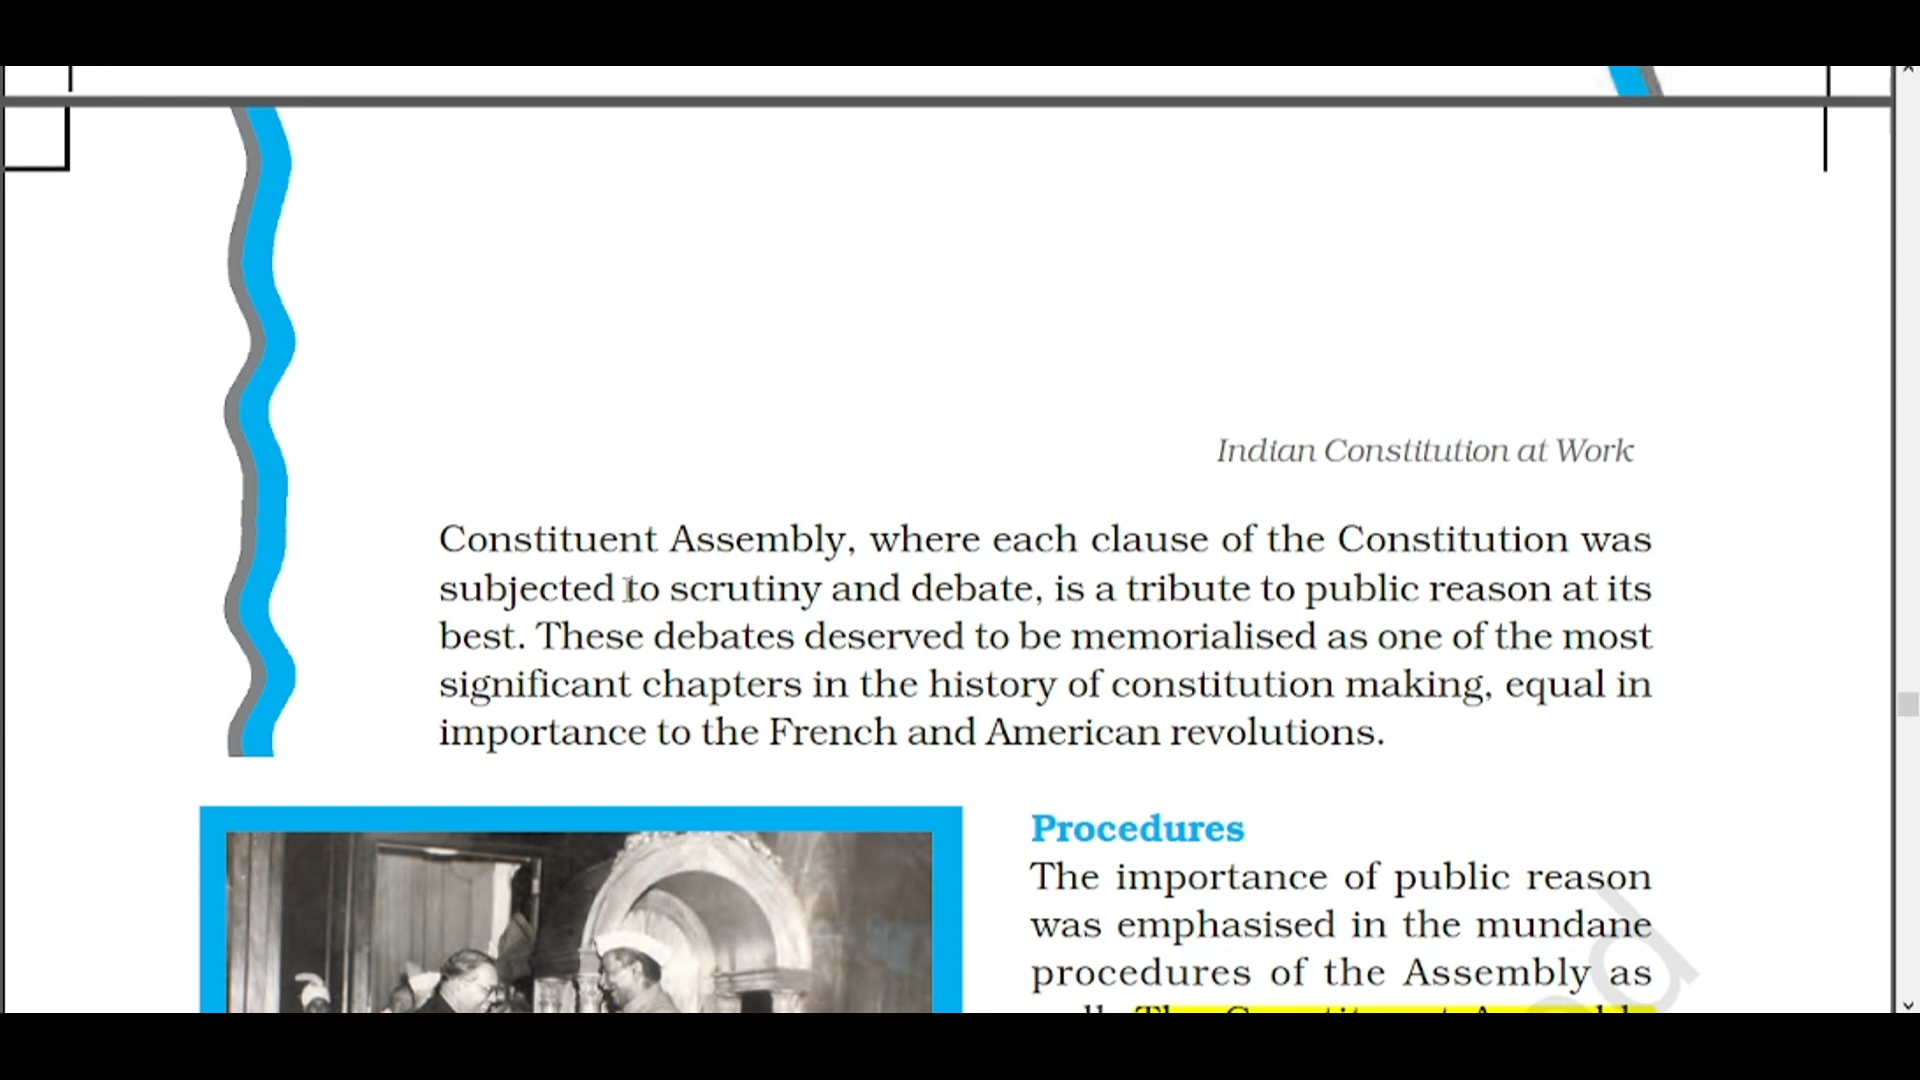 Indian Constitution at Work
Constituent Assembly, where each clause of the Constitution was
subjected to scrutiny and debate, is a tribute to public reason at its
best. These debates deserved to be memorialised as one of the most
significant chapters in the history of constitution making, equal in
importance to the French and American revolutions.
Procedures
The importance of public reason
was emphasised in the mundane
procedures of the Assembly as